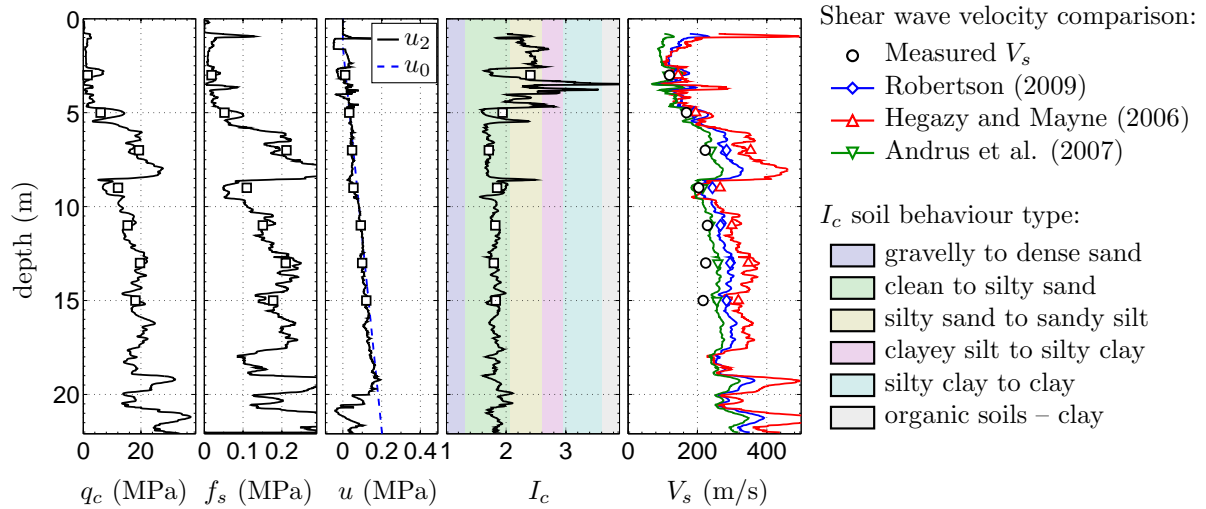 0
5
10
15
20
depth (m)
0 20
q_c (MPa)
0 0.2
f_s (MPa)
u_2
u_0
0 0.2 0.4
u (MPa)
1 2 3
I_c
0 200 400
V_s (m/s)
Shear wave velocity comparison:
Measured V_s
Robertson (2009)
Hegazy and Mayne (2006)
Andrus et al. (2007)
I_c soil behaviour type:
gravelly to dense sand
clean to silty sand
silty sand to sandy silt
clayey silt to silty clay
silty clay to clay
organic soils – clay